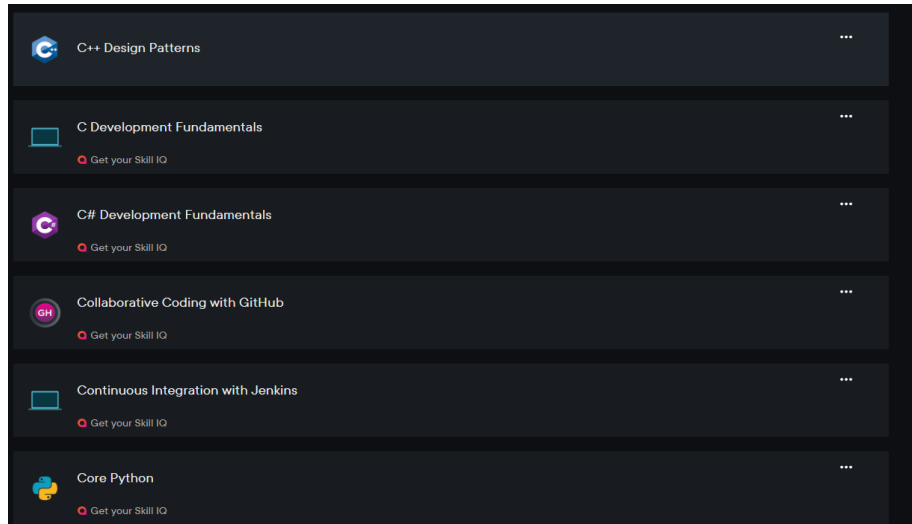 C++ Design Patterns
C Development Fundamentals
Get your Skill IQ
C# Development Fundamentals
Get your Skill IQ
GH
Collaborative Coding with GitHub
Get your Skill IQ
Continuous Integration with Jenkins
Get your Skill IQ
Core Python
Get your Skill IQ